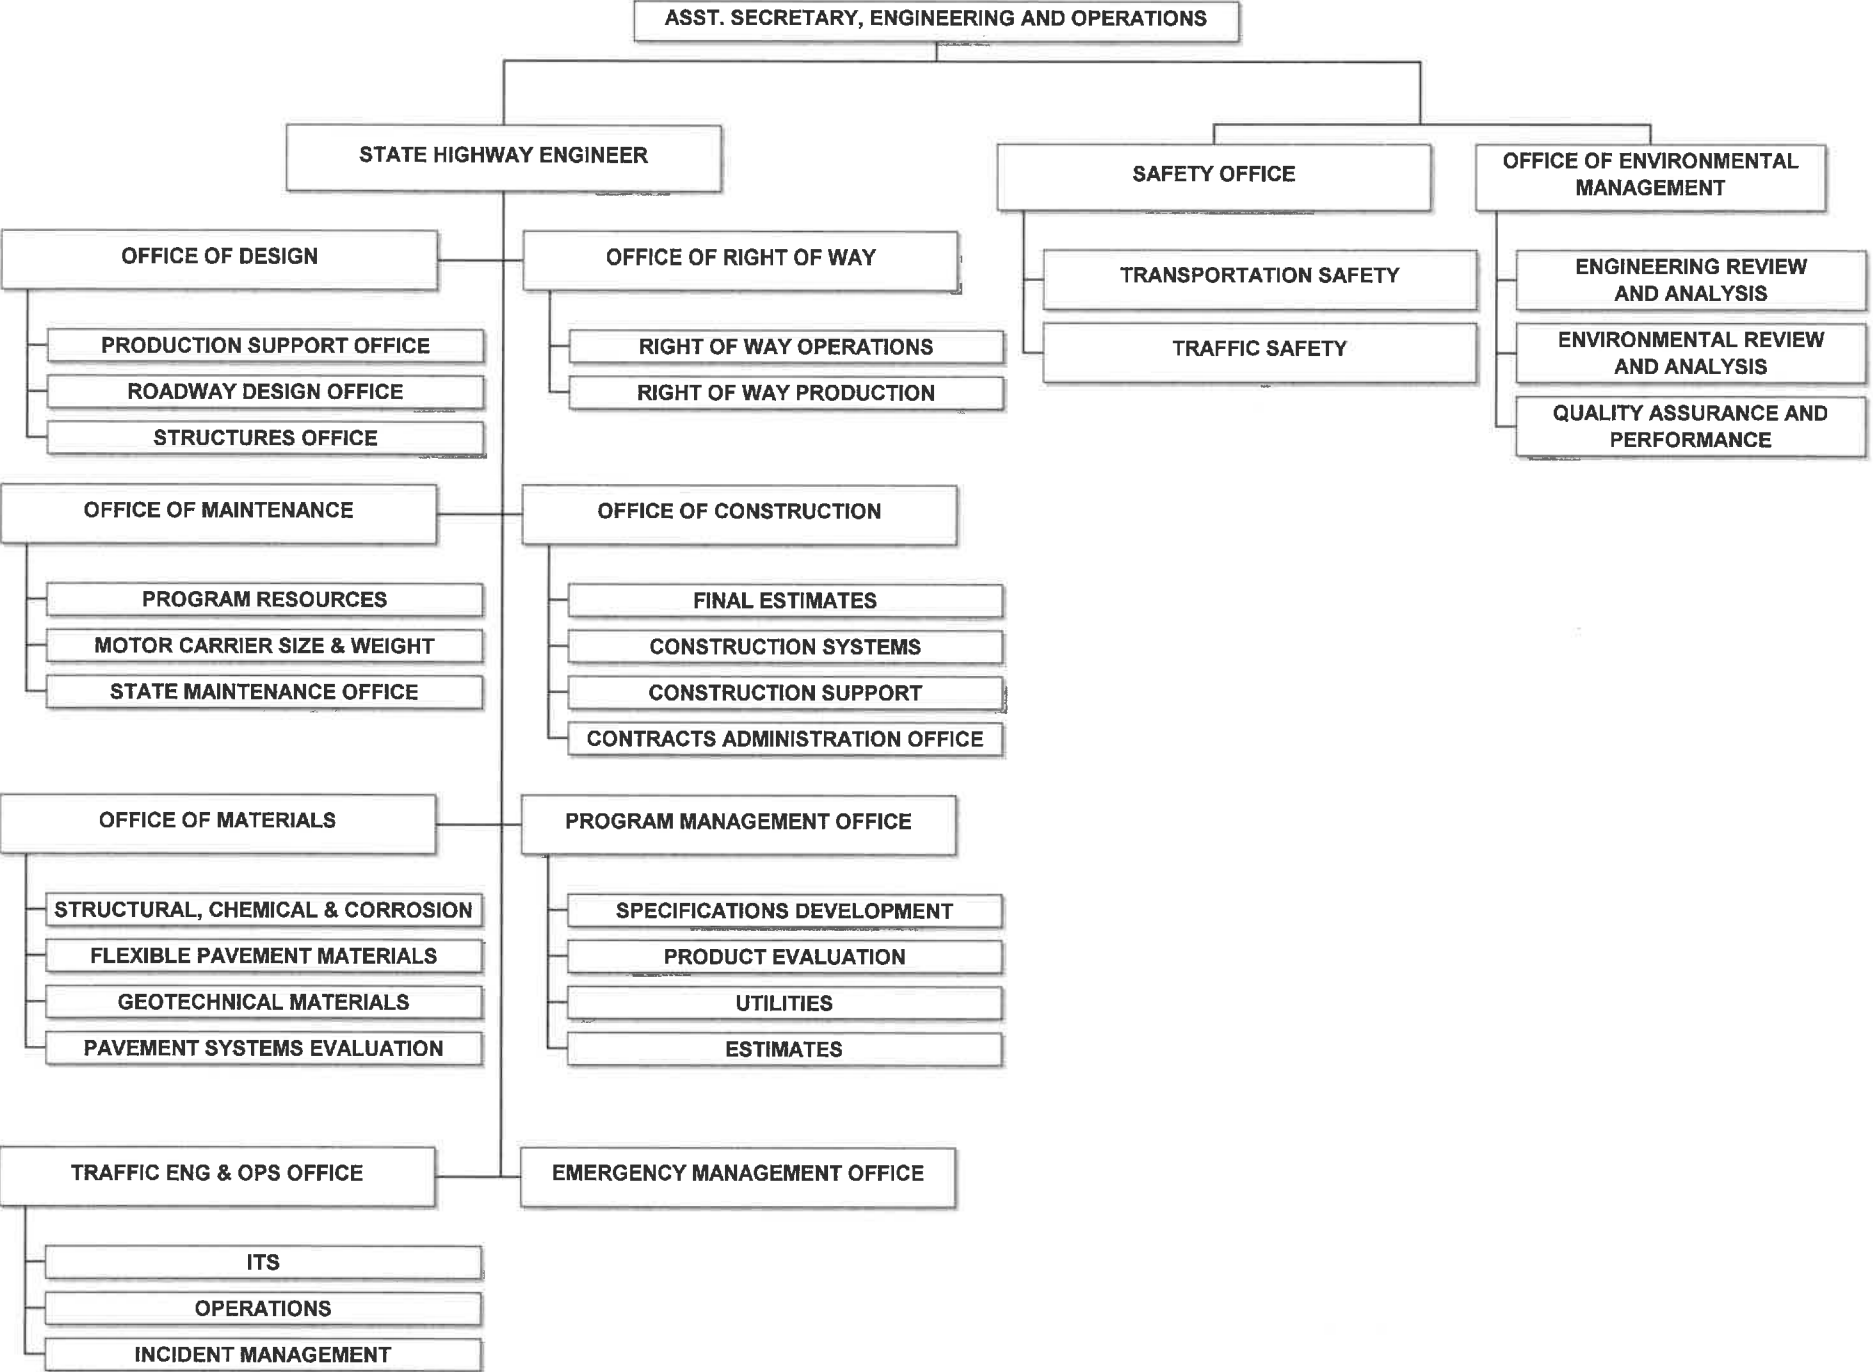 ASST. SECRETARY, ENGINEERING AND OPERATIONS
STATE HIGHWAY ENGINEER
OFFICE OF DESIGN
PRODUCTION SUPPORT OFFICE
ROADWAY DESIGN OFFICE
STRUCTURES OFFICE
OFFICE OF RIGHT OF WAY
RIGHT OF WAY OPERATIONS
RIGHT OF WAY PRODUCTION
OFFICE OF MAINTENANCE
PROGRAM RESOURCES
MOTOR CARRIER SIZE & WEIGHT
STATE MAINTENANCE OFFICE
OFFICE OF CONSTRUCTION
FINAL ESTIMATES
CONSTRUCTION SYSTEMS
CONSTRUCTION SUPPORT
CONTRACTS ADMINISTRATION OFFICE
OFFICE OF MATERIALS
STRUCTURAL, CHEMICAL & CORROSION
FLEXIBLE PAVEMENT MATERIALS
GEOTECHNICAL MATERIALS
PAVEMENT SYSTEMS EVALUATION
PROGRAM MANAGEMENT OFFICE
SPECIFICATIONS DEVELOPMENT
PRODUCT EVALUATION
UTILITIES
ESTIMATES
TRAFFIC ENG & OPS OFFICE
ITS
OPERATIONS
INCIDENT MANAGEMENT
EMERGENCY MANAGEMENT OFFICE
SAFETY OFFICE
TRANSPORTATION SAFETY
TRAFFIC SAFETY
OFFICE OF ENVIRONMENTAL
MANAGEMENT
ENGINEERING REVIEW
AND ANALYSIS
ENVIRONMENTAL REVIEW
AND ANALYSIS
QUALITY ASSURANCE AND
PERFORMANCE